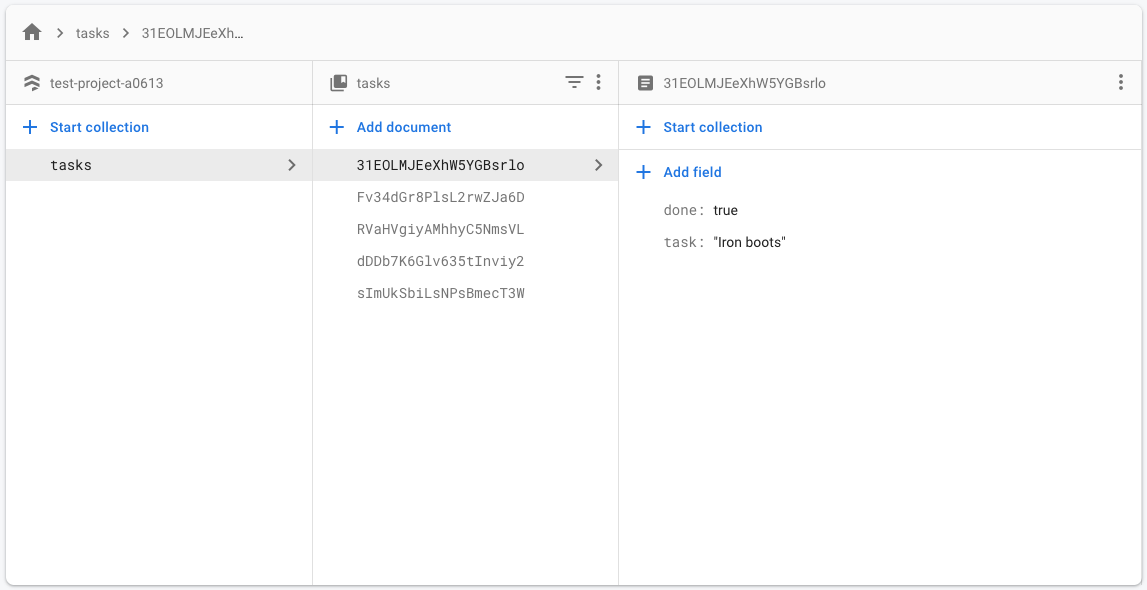 tasks
31EOLMJEeXh...
test-project-a0613
tasks
31EOLMJEeXhW5YGBsrlo
Start collection
Add document
Start collection
tasks
31EOLMJEeXhW5YGBsrlo
Add field
Fv34dGr8PlsL2rwZJa6D
done: true
RVaHVgiyAMhhyC5NmsVL
task: "Iron boots"
dDDb7K6Glv635tInviy2
sImUkSbiLsNPsBmecT3W